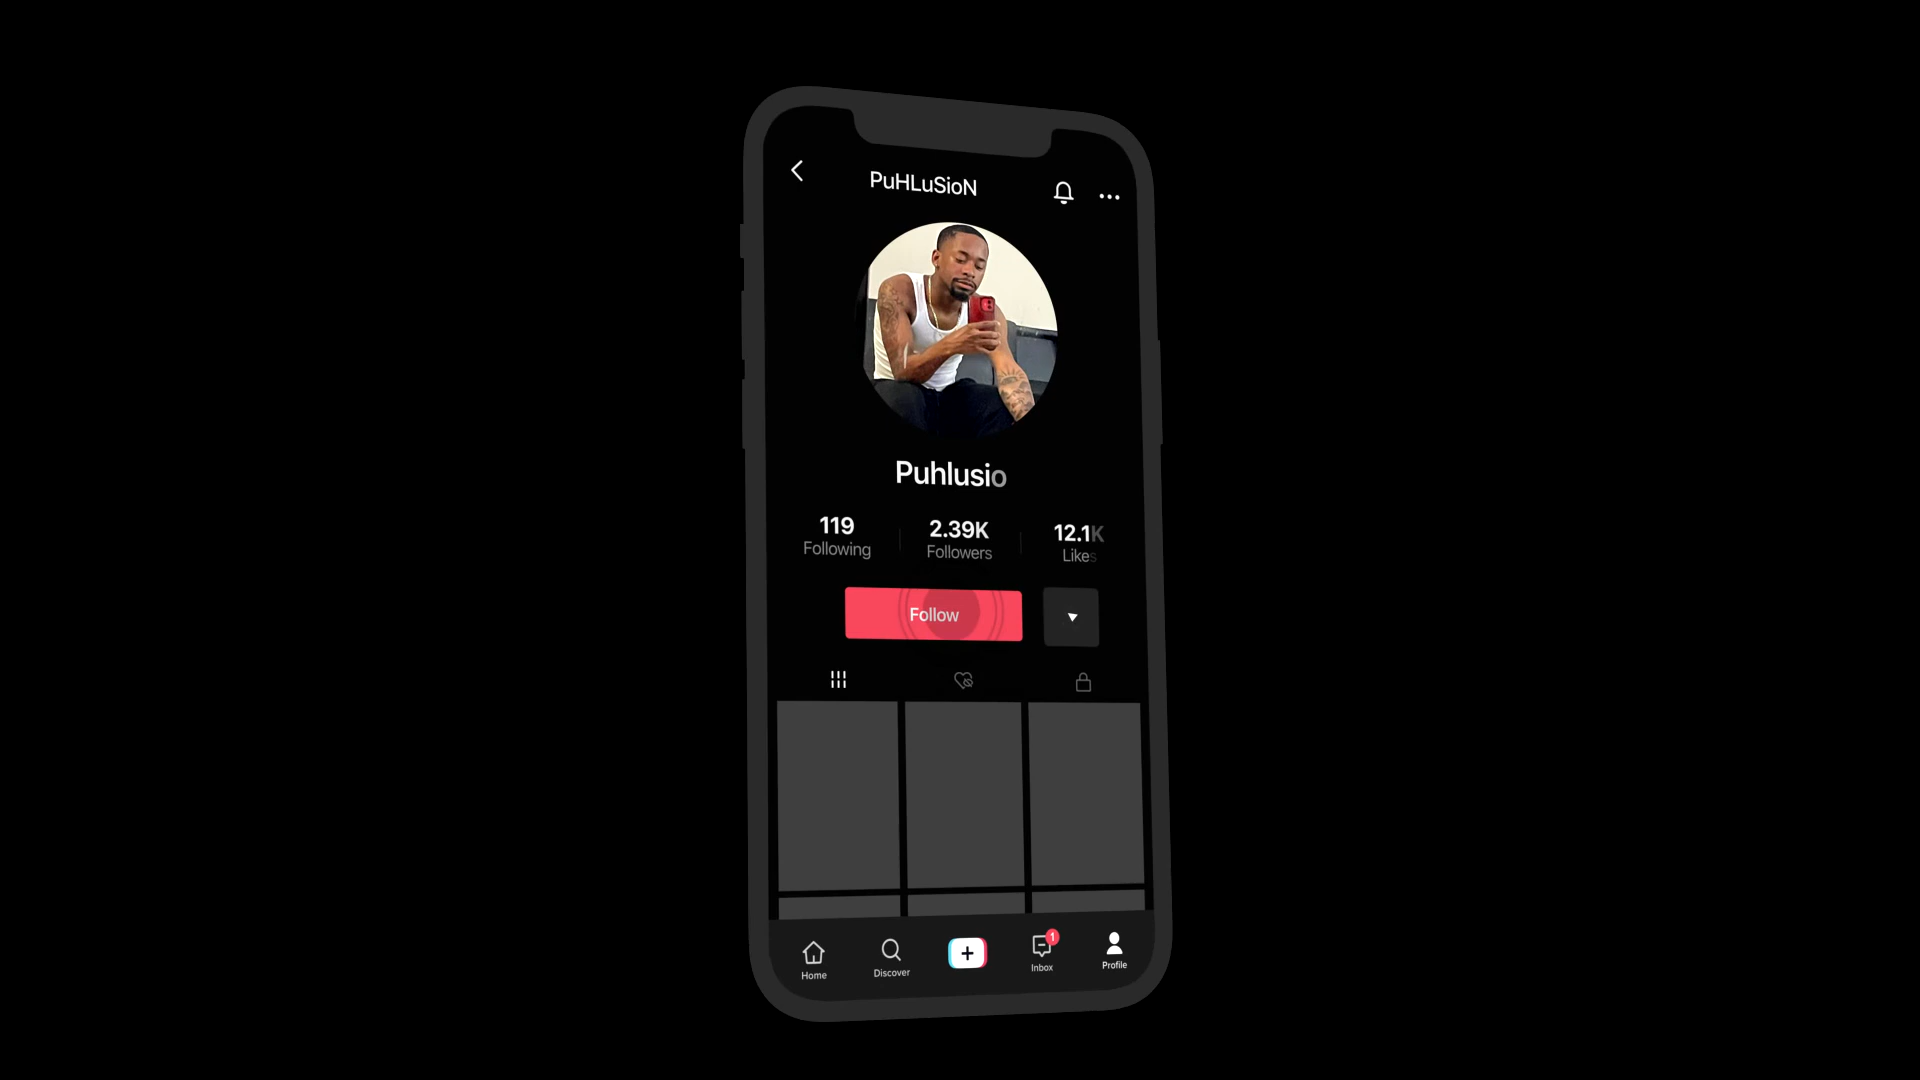 PuHLuSioN
Puhlusio
119 2.39K 12.1K
Following Followers Likes
Follow
1
Home Discover Inbox Profile